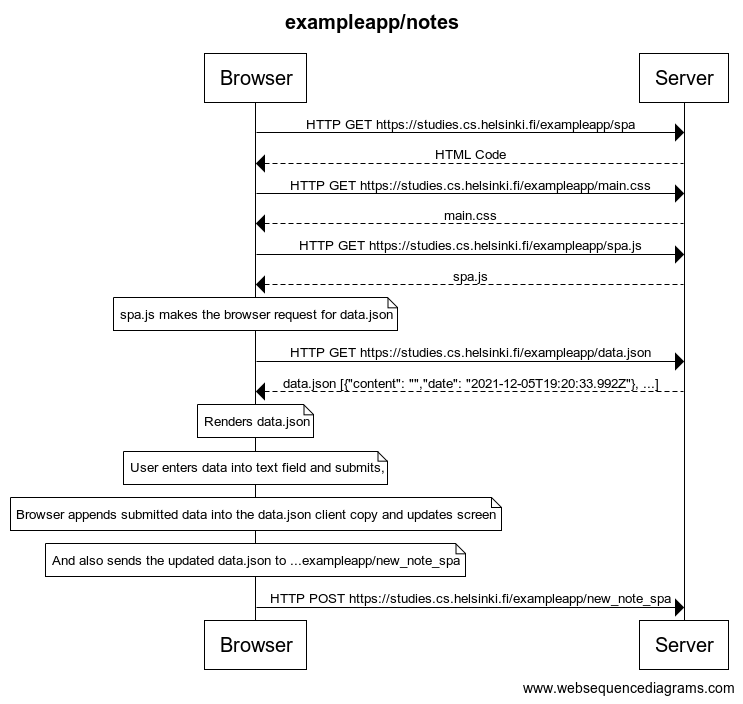 exampleapp/notes
Browser
Server
HTTP GET https://studies.cs.helsinki.fi/exampleapp/spa
HTML Code
HTTP GET https://studies.cs.helsinki.fi/exampleapp/main.css
main.css
HTTP GET https://studies.cs.helsinki.fi/exampleapp/spa.js
spa.js
spa.js makes the browser request for data.json
HTTP GET https://studies.cs.helsinki.fi/exampleapp/data.json
data.json [{"content": "","date": "2021-12-05T19:20:33.992Z"}, ...]
Renders data.json
User enters data into text field and submits,
Browser appends submitted data into the data.json client copy and updates screen
And also sends the updated data.json to ...exampleapp/new_note_spa
HTTP POST https://studies.cs.helsinki.fi/exampleapp/new_note_spa
Browser
Server
www.websequencediagrams.com